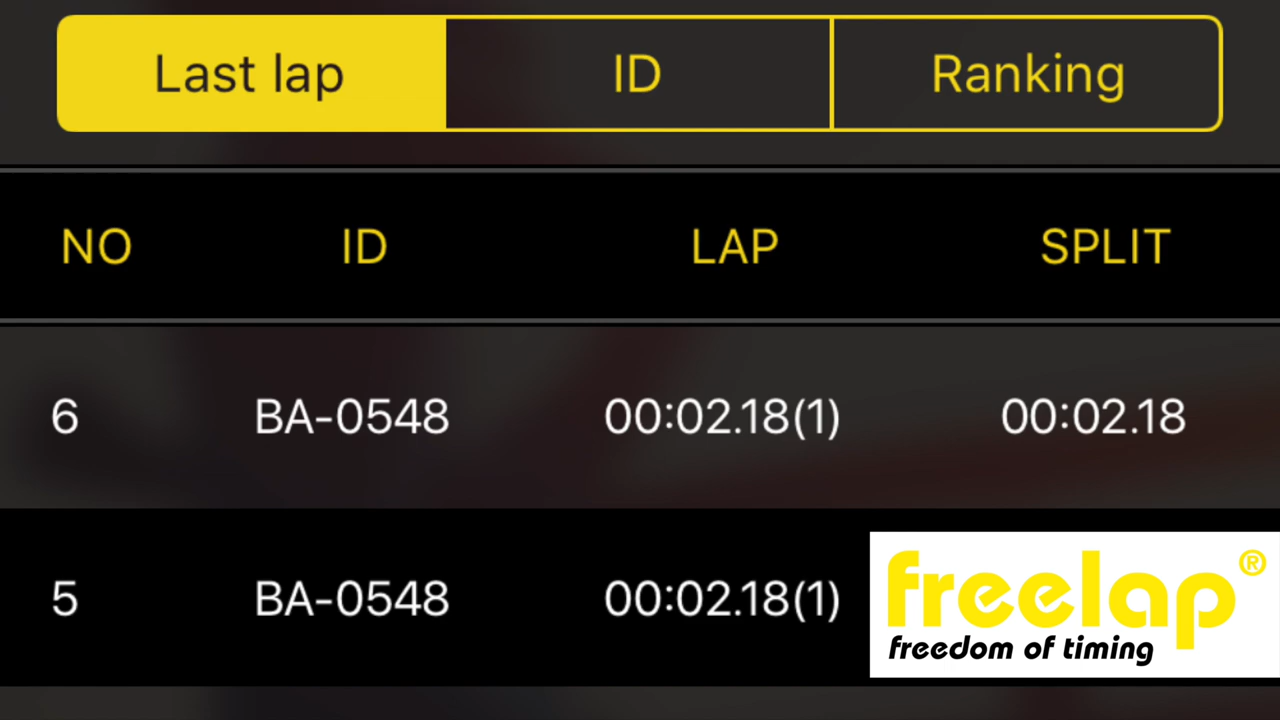 Last lap ID Ranking
NO ID LAP SPLIT
6 BA-0548 00:02.18(1) 00:02.18
5 BA-0548 00:02.18(1)
freelap®
freedom of timing